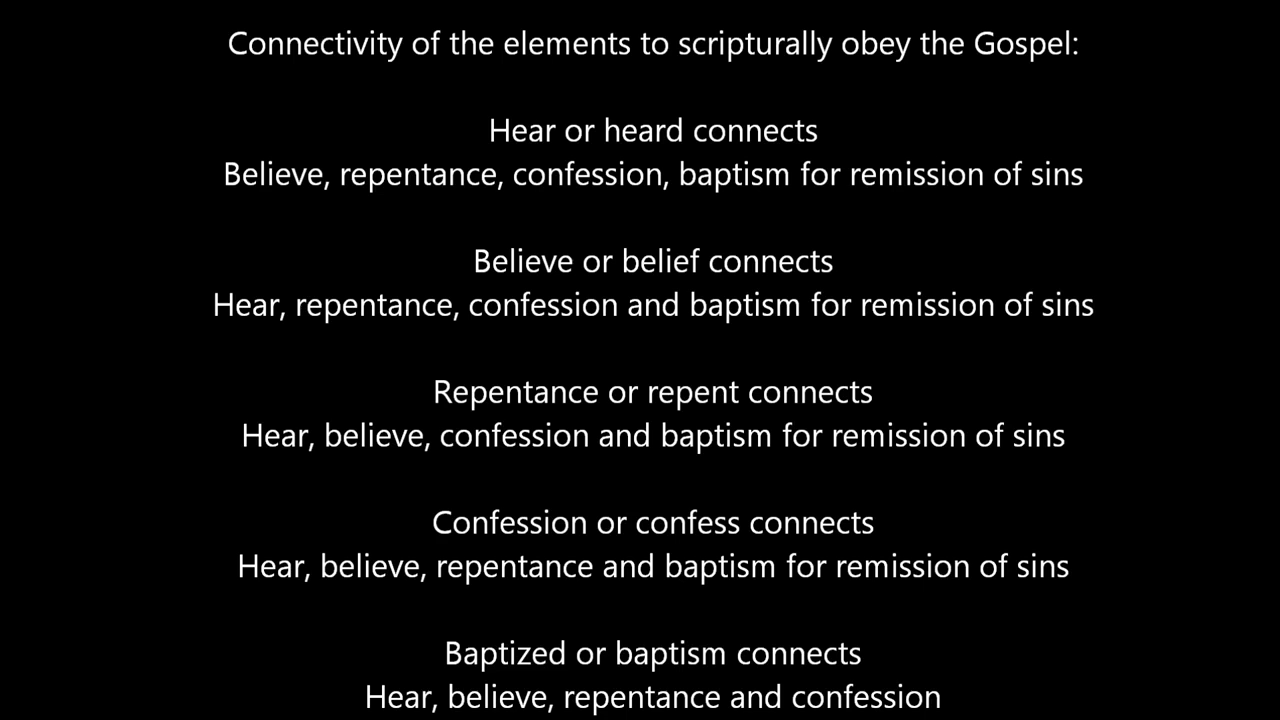 Connectivity of the elements to scripturally obey the Gospel:
Hear or heard connects
Believe, repentance, confession, baptism for remission of sins
Believe or belief connects
Hear, repentance, confession and baptism for remission of sins
Repentance or repent connects
Hear, believe, confession and baptism for remission of sins
Confession or confess connects
Hear, believe, repentance and baptism for remission of sins
Baptized or baptism connects
Hear, believe, repentance and confession